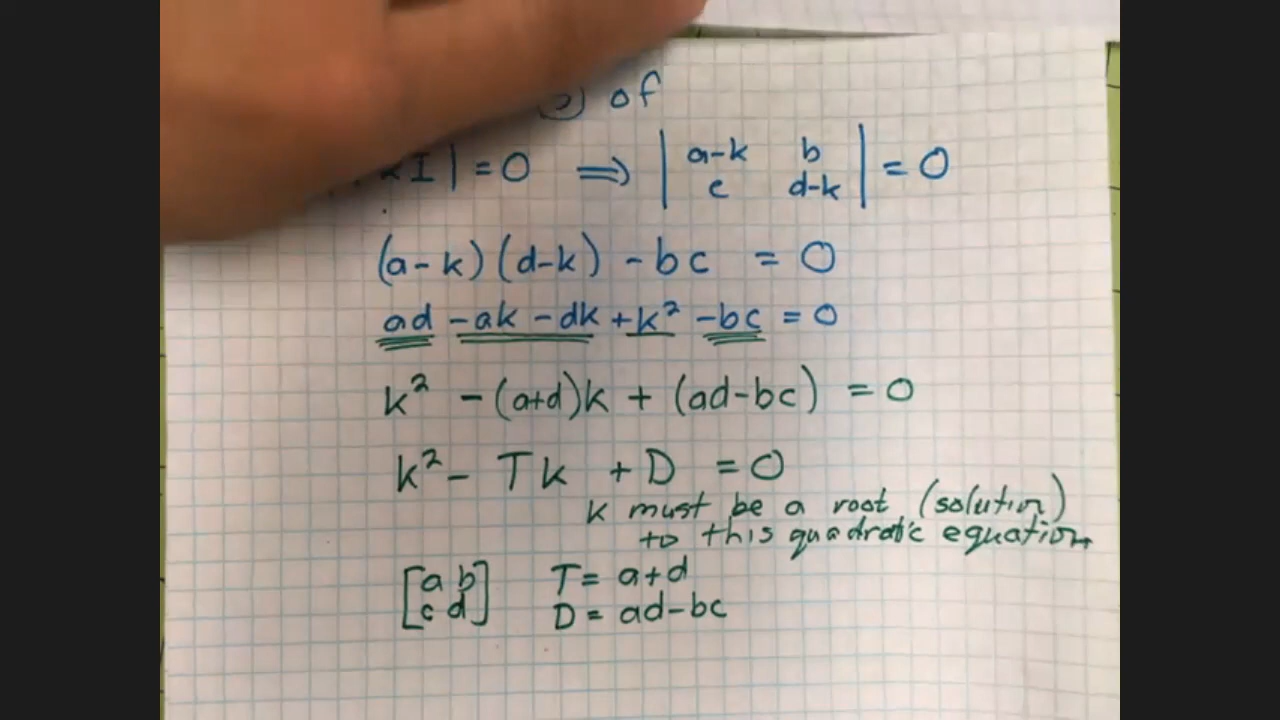 of
I| = 0 ⟹ | a-k b | = 0
c d-k
(a-k)(d-k) - bc = 0
ad - ak - dk + k² - bc = 0
k² - (a+d)k + (ad-bc) = 0
k² - Tk + D = 0
k must be a root (solution)
to this quadratic equation
[a b] T = a+d
[c d] D = ad-bc